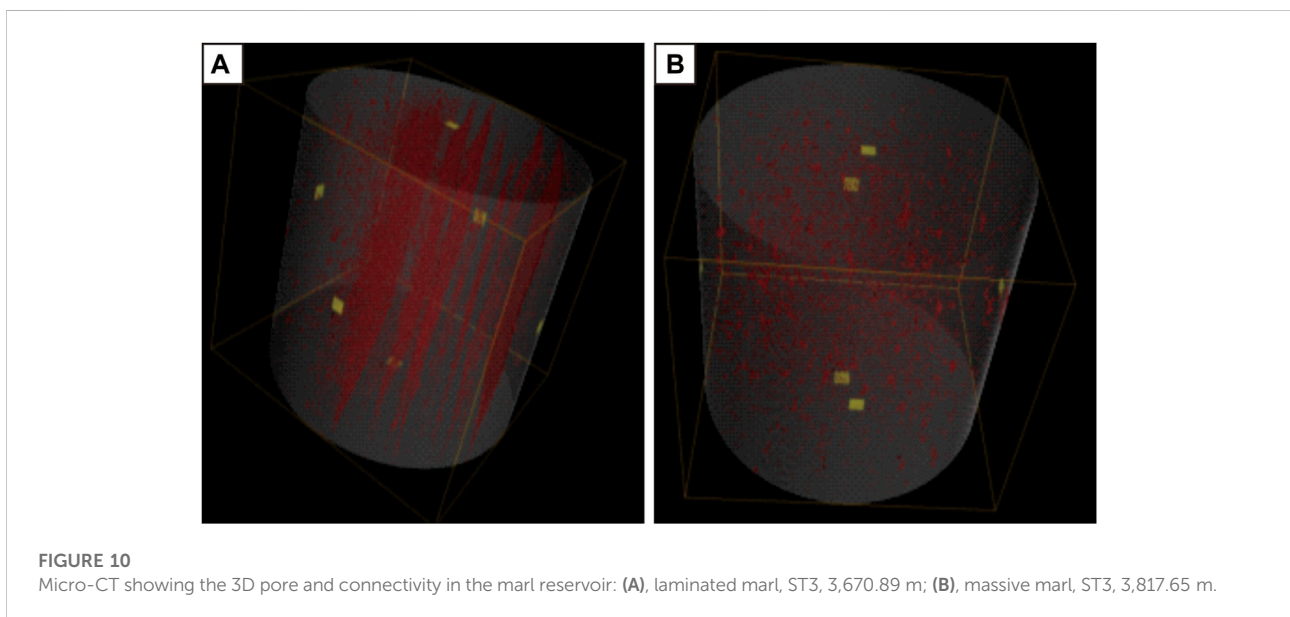 A
B
FIGURE 10
Micro-CT showing the 3D pore and connectivity in the marl reservoir: (A), laminated marl, ST3, 3,670.89 m; (B), massive marl, ST3, 3,817.65 m.